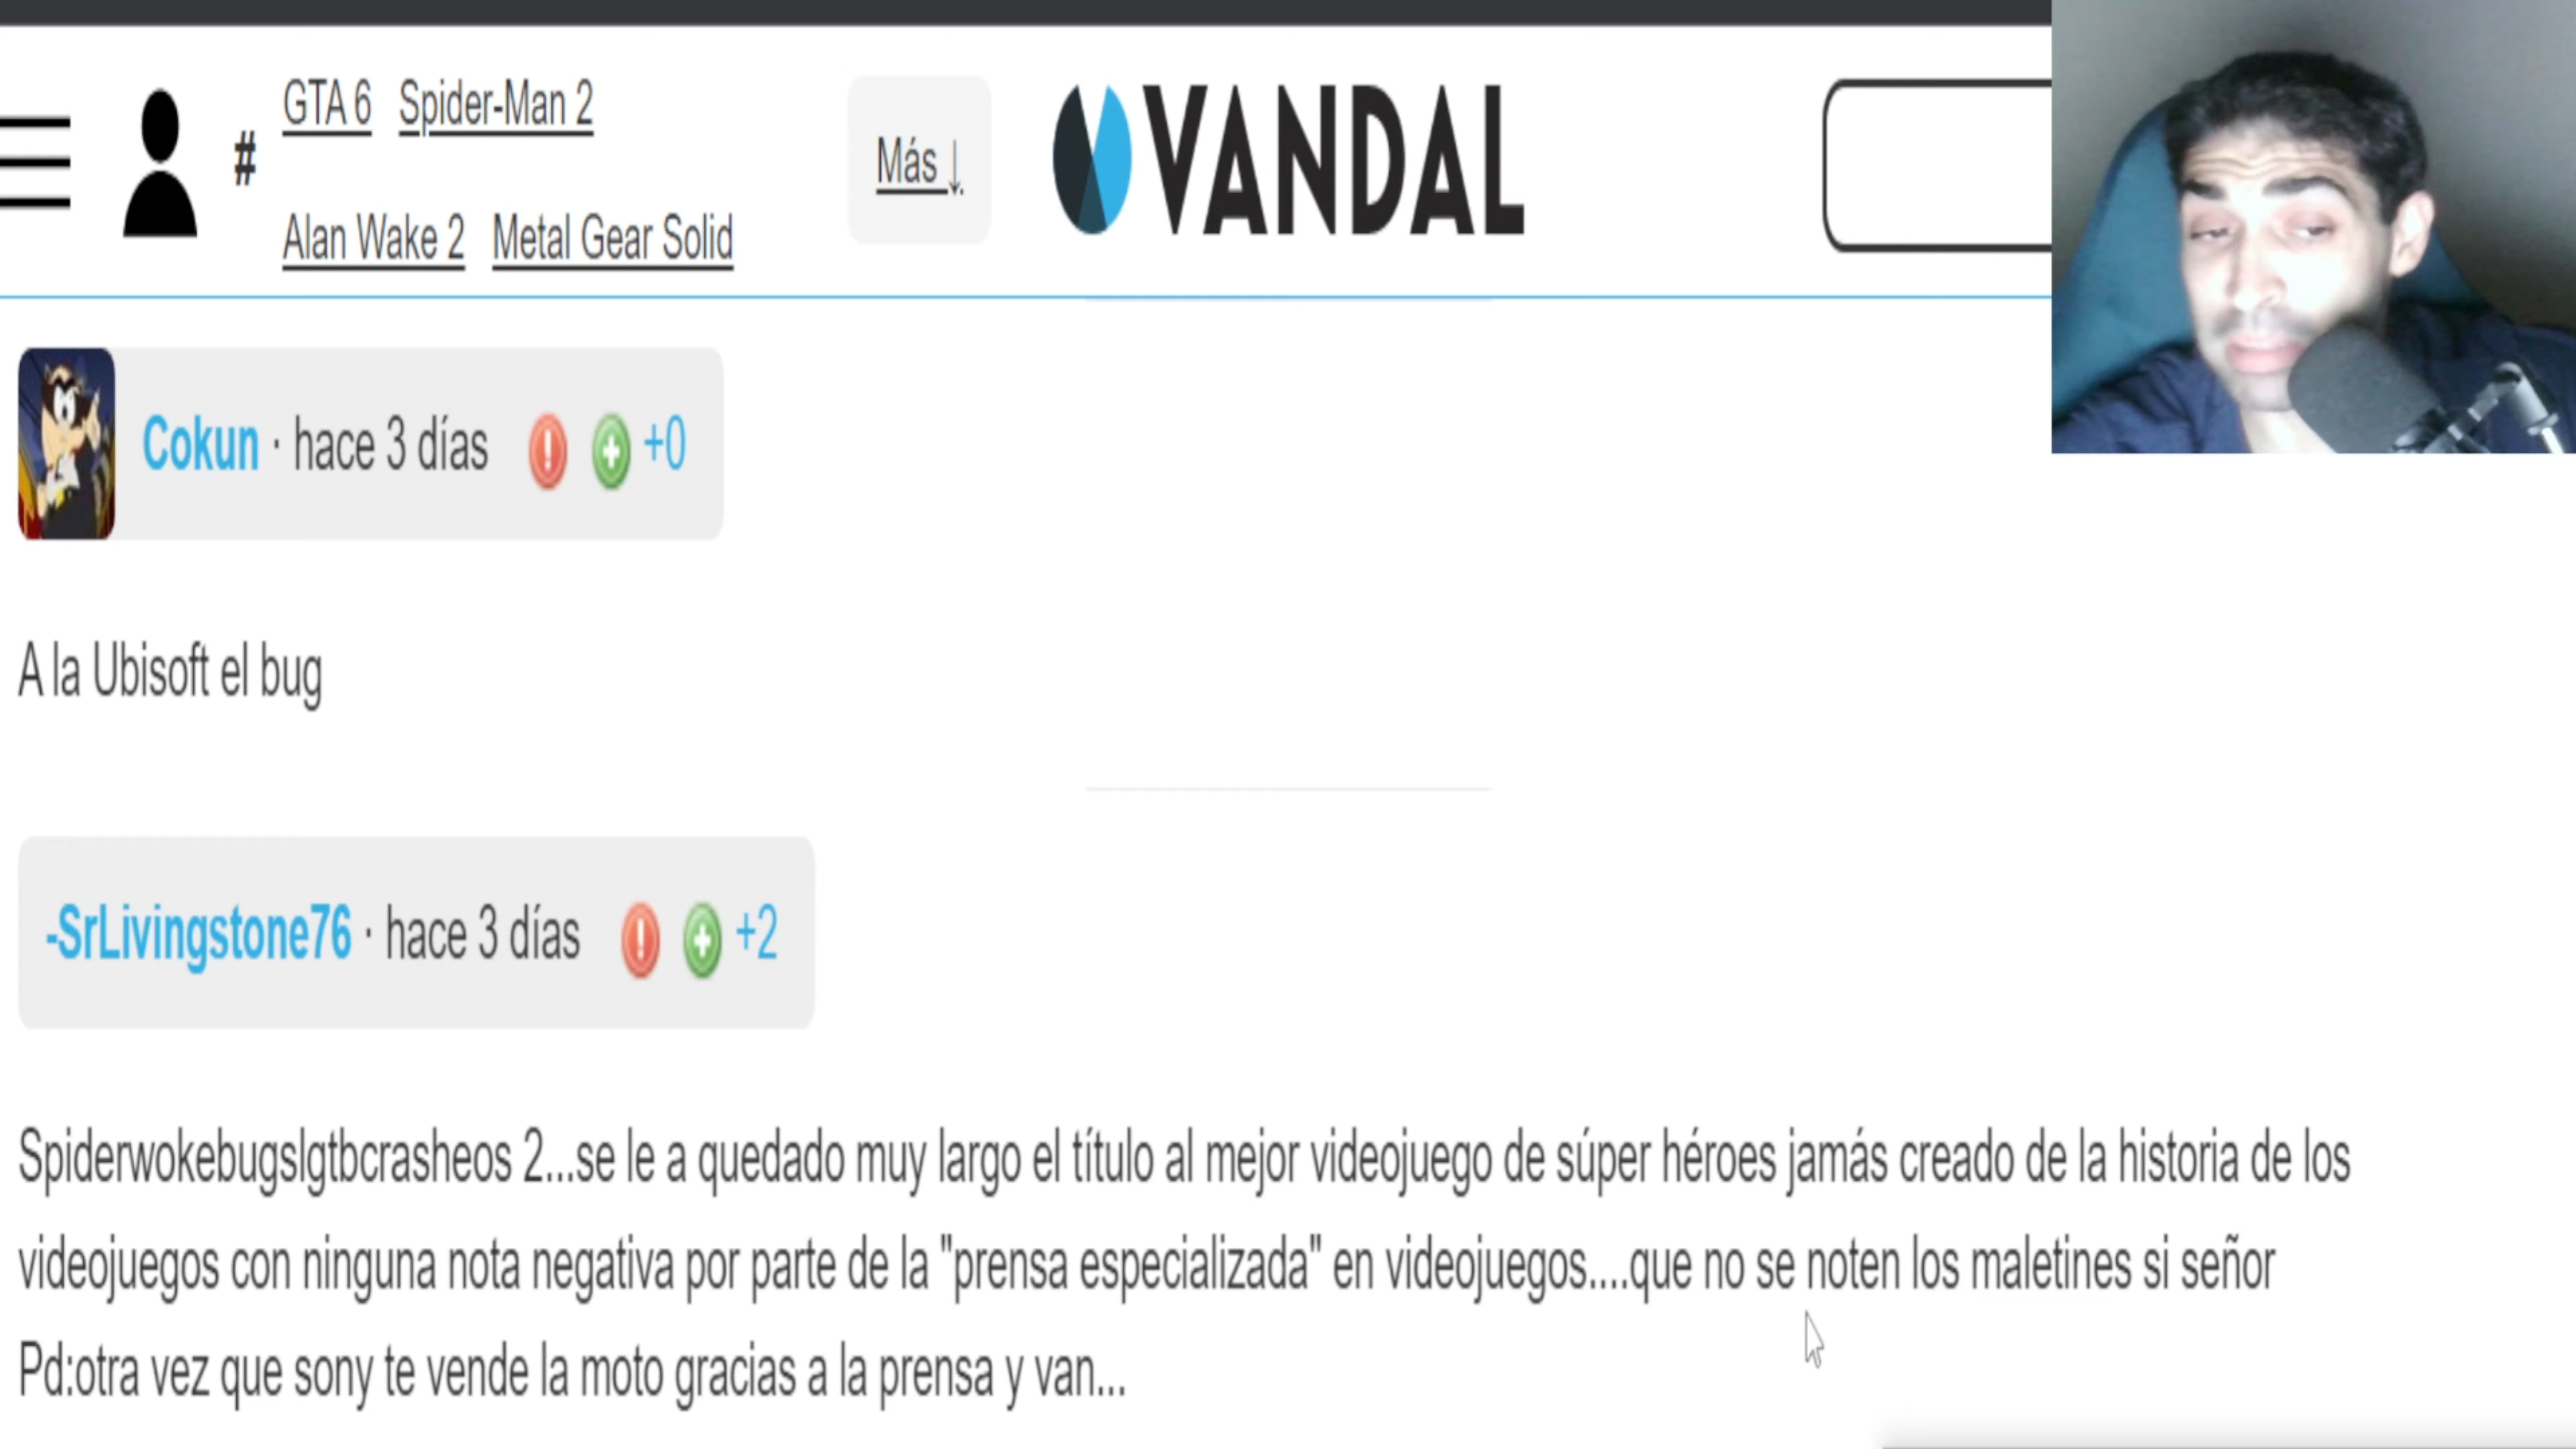 GTA 6 Spider-Man 2
#
Más ↓
VANDAL
Alan Wake 2 Metal Gear Solid
Cokun · hace 3 días ! + +0
A la Ubisoft el bug
-SrLivingstone76 · hace 3 días ! + +2
Spiderwokebugslgtbcrasheos 2...se le a quedado muy largo el título al mejor videojuego de súper héroes jamás creado de la historia de los
videojuegos con ninguna nota negativa por parte de la "prensa especializada" en videojuegos....que no se noten los maletines si señor
Pd:otra vez que sony te vende la moto gracias a la prensa y van...